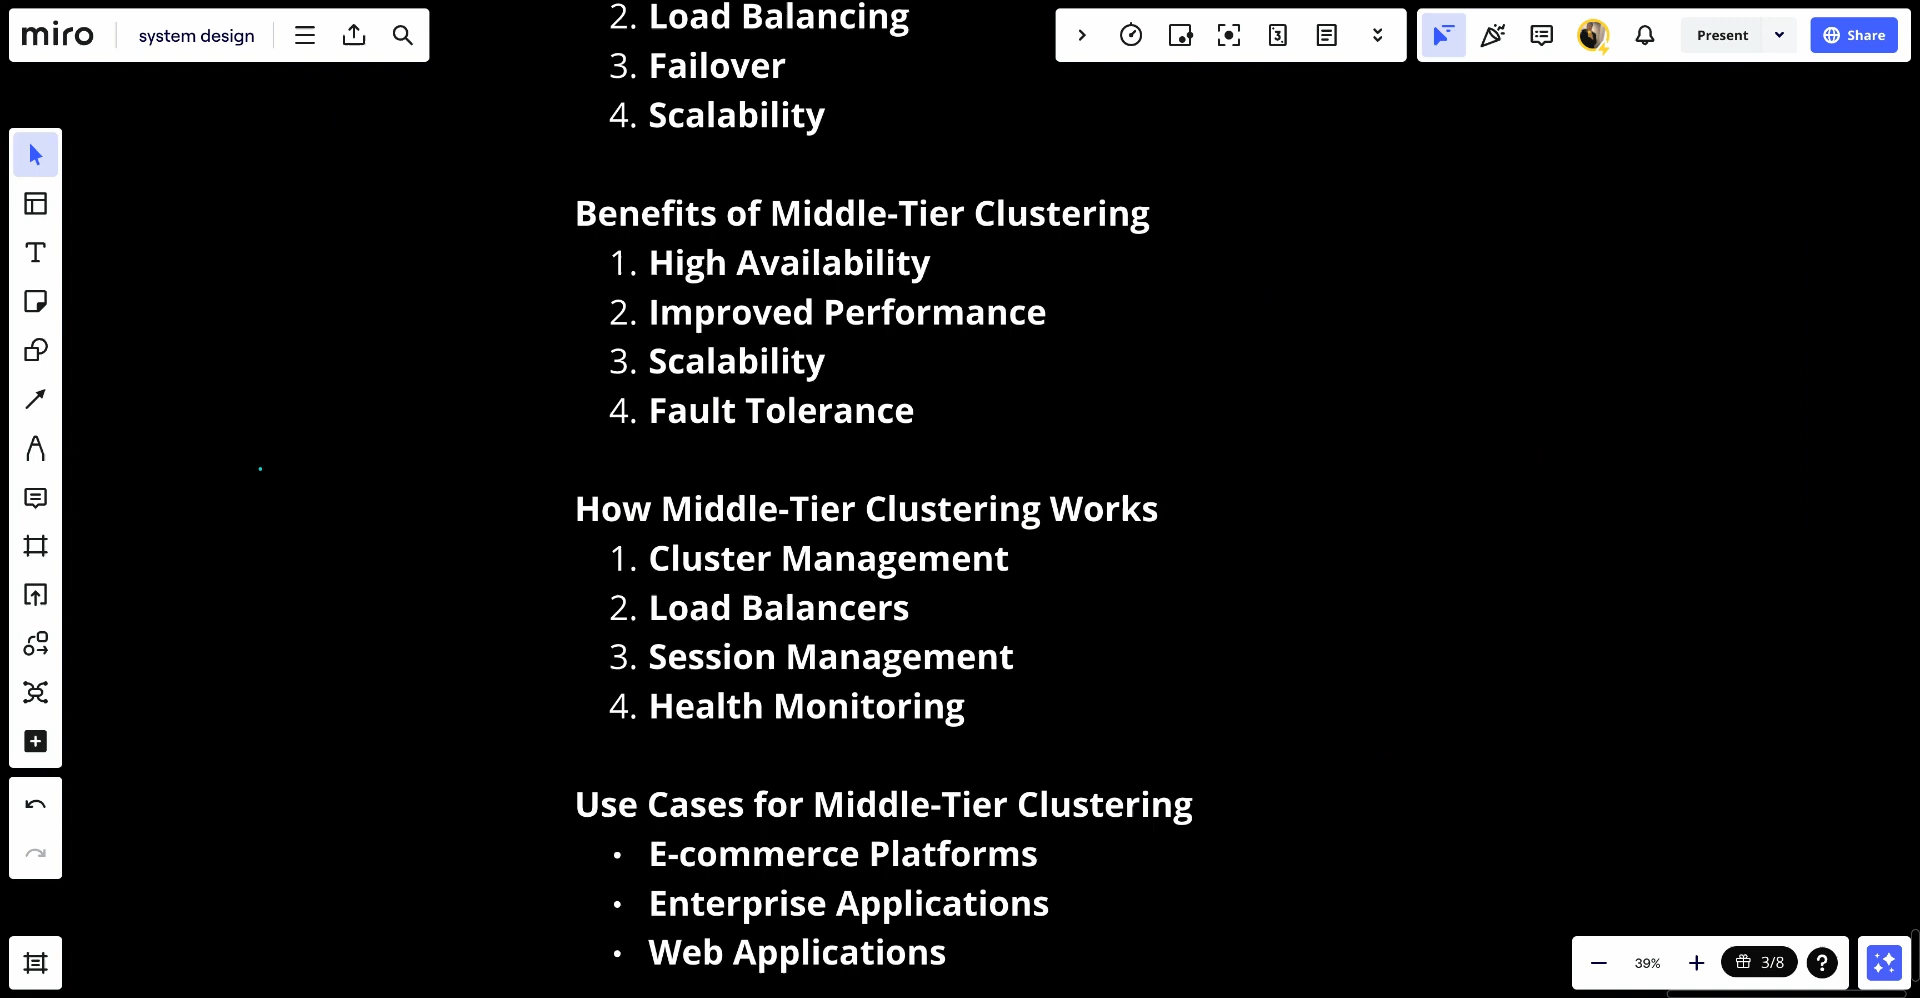 miro
system design
Present
Share
2. Load Balancing
3. Failover
4. Scalability
Benefits of Middle-Tier Clustering
1. High Availability
2. Improved Performance
3. Scalability
4. Fault Tolerance
How Middle-Tier Clustering Works
1. Cluster Management
2. Load Balancers
3. Session Management
4. Health Monitoring
Use Cases for Middle-Tier Clustering
• E-commerce Platforms
• Enterprise Applications
• Web Applications
39%
3/8